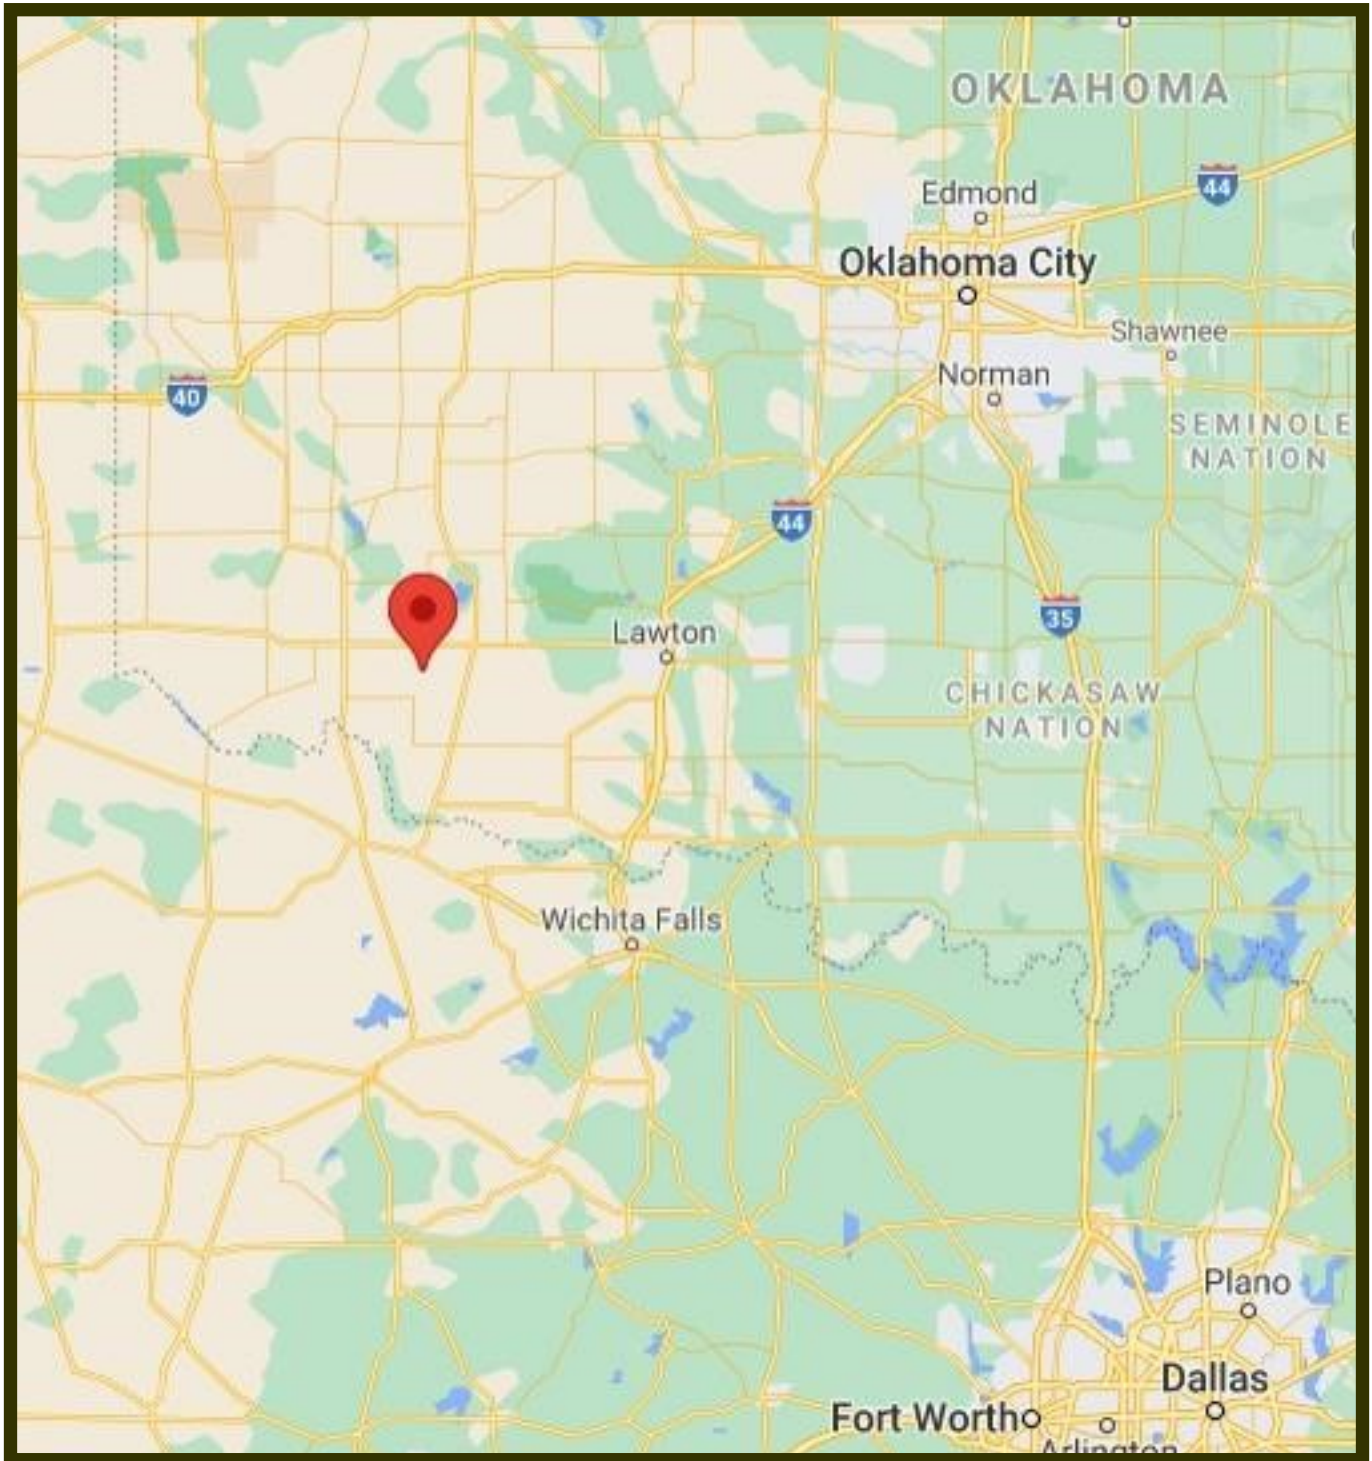 OKLAHOMA
44
Edmond
Oklahoma City
Shawnee
Norman
40
SEMINOLE
NATION
44
35
Lawton
CHICKASAW
NATION
Wichita Falls
Plano
Dallas
Fort Worth
Arlington